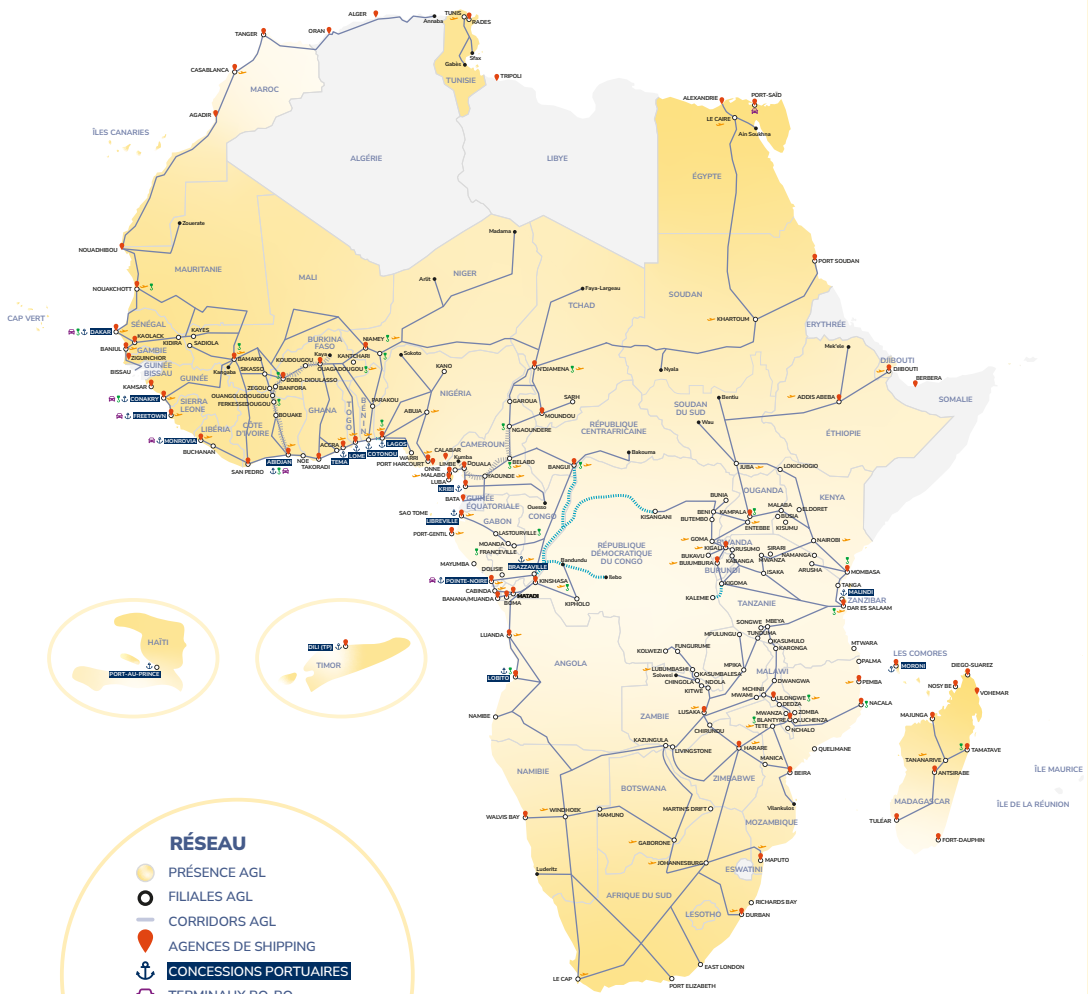 ALGER
TUNIS
Annaba
RADES
TANGER
ORAN
Sfax
Gabès
CASABLANCA
TRIPOLI
TUNISIE
MAROC
ALEXANDRIE
PORT-SAÏD
AGADIR
LE CAIRE
Ain Soukhna
ÎLES CANARIES
ALGÉRIE
LIBYE
ÉGYPTE
Zouerate
Madama
NOUADHIBOU
PORT SOUDAN
MAURITANIE
MALI
Arlit
NIGER
NOUAKCHOTT
Faya-Largeau
SOUDAN
TCHAD
CAP VERT
KHARTOUM
ÉRYTHRÉE
SÉNÉGAL
DAKAR
KAOLACK
KAYES
KIDIRA
SADIOLA
BURKINA
FASO
NIAMEY
Mek'ele
BANJUL
GAMBIE
ZIGUINCHOR
GUINÉE
BISSAU
BISSAU
BAMAKO
Kangaba
SIKASSO
KOUDOUGOU
Kaya
KANTCHARI
OUAGADOUGOU
Sokoto
KANO
N'DJAMENA
Nyala
DJIBOUTI
DJIBOUTI
BERBERA
KAMSAR
GUINÉE
BOBO-DIOULASSO
ZEGOU
BANFORA
OUANGOLODOUGOU
FERKESSEDOUGOU
CONAKRY
SIERRA
LEONE
FREETOWN
BOUAKE
GHANA
TOGO
BÉNIN
PARAKOU
ABUJA
NIGÉRIA
GAROUA
SARH
MOUNDOU
Bentiu
SOUDAN
DU SUD
ADDIS ABEBA
SOMALIE
Wau
LIBÉRIA
CÔTE
D'IVOIRE
MONROVIA
BUCHANAN
NGAOUNDERE
RÉPUBLIQUE
CENTRAFRICAINE
ÉTHIOPIE
SAN PEDRO
ABIDJAN
NOE
TAKORADI
ACCRA
TEMA
LOME
COTONOU
LAGOS
WARRI
PORT HARCOURT
CALABAR
ONNE
CAMEROUN
Kumba
LIMBE
DOUALA
MALABO
LUBA
YAOUNDE
BELABO
BANGUI
Bakouma
JUBA
LOKICHOGIO
KRIBI
BATA
GUINÉE
ÉQUATORIALE
Ouesso
CONGO
KISANGANI
BUNIA
OUGANDA
MALABA
ELDORET
KENYA
BENI
BUTEMBO
KAMPALA
BUSIA
ENTEBBE
KISUMU
SAO TOME
LIBREVILLE
GABON
PORT-GENTIL
LASTOURVILLE
MOANDA
FRANCEVILLE
RÉPUBLIQUE
DÉMOCRATIQUE
DU CONGO
GOMA
RWANDA
KIGALI
RUSUMO
BUKAVU
KABANGA
BUJUMBURA
BURUNDI
SIRARI
MWANZA
NAMANGA
NAIROBI
ARUSHA
ISAKA
MOMBASA
MAYUMBA
DOLISIE
BRAZZAVILLE
Bandundu
Ilebo
POINTE-NOIRE
KINSHASA
CABINDA
BANANA/MUANDA
BOMA
MATADI
KIPHOLO
KALEMIE
KIGOMA
TANGA
MALINDI
ZANZIBAR
DAR ES SALAAM
TANZANIE
LUANDA
LOBITO
ANGOLA
KOLWEZI
FUNGURUME
LUBUMBASHI
Solwesi
KASUMBALESA
CHINGOLA
NDOLA
KITWE
MPULUNGU
SONGWE
MBEYA
TUNDUMA
KASUMULO
KARONGA
MPIKA
MALAWI
DWANGWA
MTWARA
PALMA
PEMBA
LES COMORES
MORONI
DIEGO-SUAREZ
NOSY BE
VOHEMAR
MCHINJI
MWAMI
LILONGWE
DEDZA
NACALA
MAJUNGA
HAÏTI
PORT-AU-PRINCE
DILI (TP)
TIMOR
NAMIBE
ZAMBIE
LUSAKA
CHIRUNDU
MWANZA
ZOMBA
BLANTYRE
LUCHENZA
TETE
NCHALO
QUELIMANE
KAZUNGULA
LIVINGSTONE
HARARE
MANICA
BEIRA
ZIMBABWE
TAMATAVE
TANANARIVE
ANTSIRABE
ÎLE MAURICE
NAMIBIE
BOTSWANA
MADAGASCAR
ÎLE DE LA RÉUNION
WALVIS BAY
WINDHOEK
MAMUNO
MARTIN'S DRIFT
Vilankulos
MOZAMBIQUE
TULÉAR
GABORONE
FORT-DAUPHIN
JOHANNESBURG
MAPUTO
ESWATINI
Luderitz
AFRIQUE DU SUD
LESOTHO
RICHARDS BAY
DURBAN
LE CAP
EAST LONDON
PORT ELIZABETH
RÉSEAU
PRÉSENCE AGL
FILIALES AGL
CORRIDORS AGL
AGENCES DE SHIPPING
CONCESSIONS PORTUAIRES
TERMINAUX RO-RO